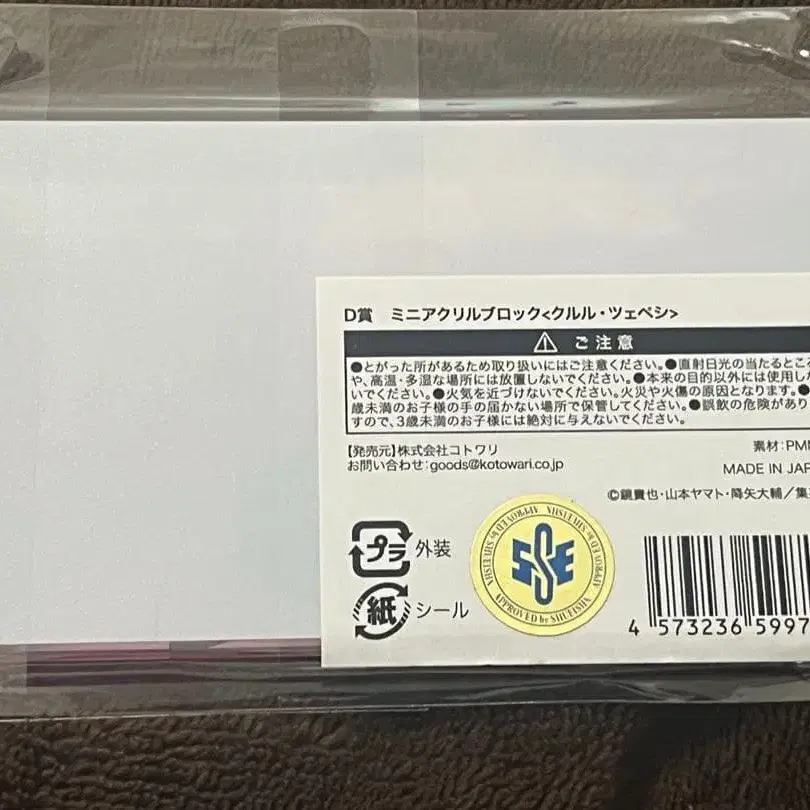 D賞 ミニアクリルブロック<クルル・ツェペシ>
ご注意
●とがった所があるため取り扱いにはご注意ください。●直射日光の当たるところ
や、高温・多湿な場所には放置しないでください。●本来の目的以外には使用し
いでください。●火気を近づけないでください。火災や火傷の原因となります。●
歳未満のお子様の手の届かない場所で保管してください。●誤飲の危険があり
すので、3歳未満のお子様には絶対に与えないでください。
【発売元】株式会社コトワリ
素材:PM
お問い合わせ:goods@kotowari.co.jp
MADE IN JAP
©鏡貴也・山本ヤマト・降矢大輔/集
プラ 外装
紙 シール
SSE
APPROVED by SHUEISHA
APPROVED by SHUEISHA
APPROVED by SHUEISHA
4 573236 5997